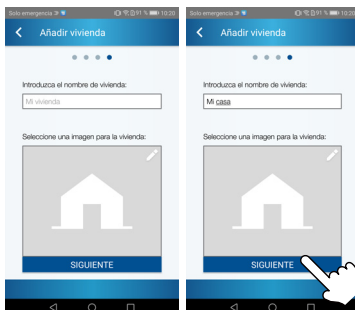 Solo emergencia
91 % 10:20
Añadir vivienda
Introduzca el nombre de vivienda:
Mi vivienda
Seleccione una imagen para la vivienda:
SIGUIENTE
Solo emergencia
91 % 10:20
Añadir vivienda
Introduzca el nombre de vivienda:
Mi casa
Seleccione una imagen para la vivienda:
SIGUIENTE